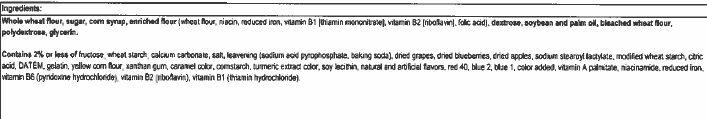 Ingredients:
Whole wheat flour, sugar, corn syrup, enriched flour (wheat flour, niacin, reduced iron, vitamin B1 [thiamin mononitrate], vitamin B2 [riboflavin], folic acid), dextrose, soybean and palm oil, bleached wheat flour,
polydextrose, glycerin.
Contains 2% or less of fructose, wheat starch, calcium carbonate, salt, leavening (sodium acid pyrophosphate, baking soda), dried grapes, dried blueberries, dried apples, sodium stearoyl lactylate, modified wheat starch, citric
acid, DATEM, gelatin, yellow corn flour, xanthan gum, caramel color, cornstarch, turmeric extract color, soy lecithin, natural and artificial flavors, red 40, blue 2, blue 1, color added, vitamin A palmitate, niacinamide, reduced iron,
vitamin B6 (pyridoxine hydrochloride), vitamin B2 (riboflavin), vitamin B1 (thiamin hydrochloride).